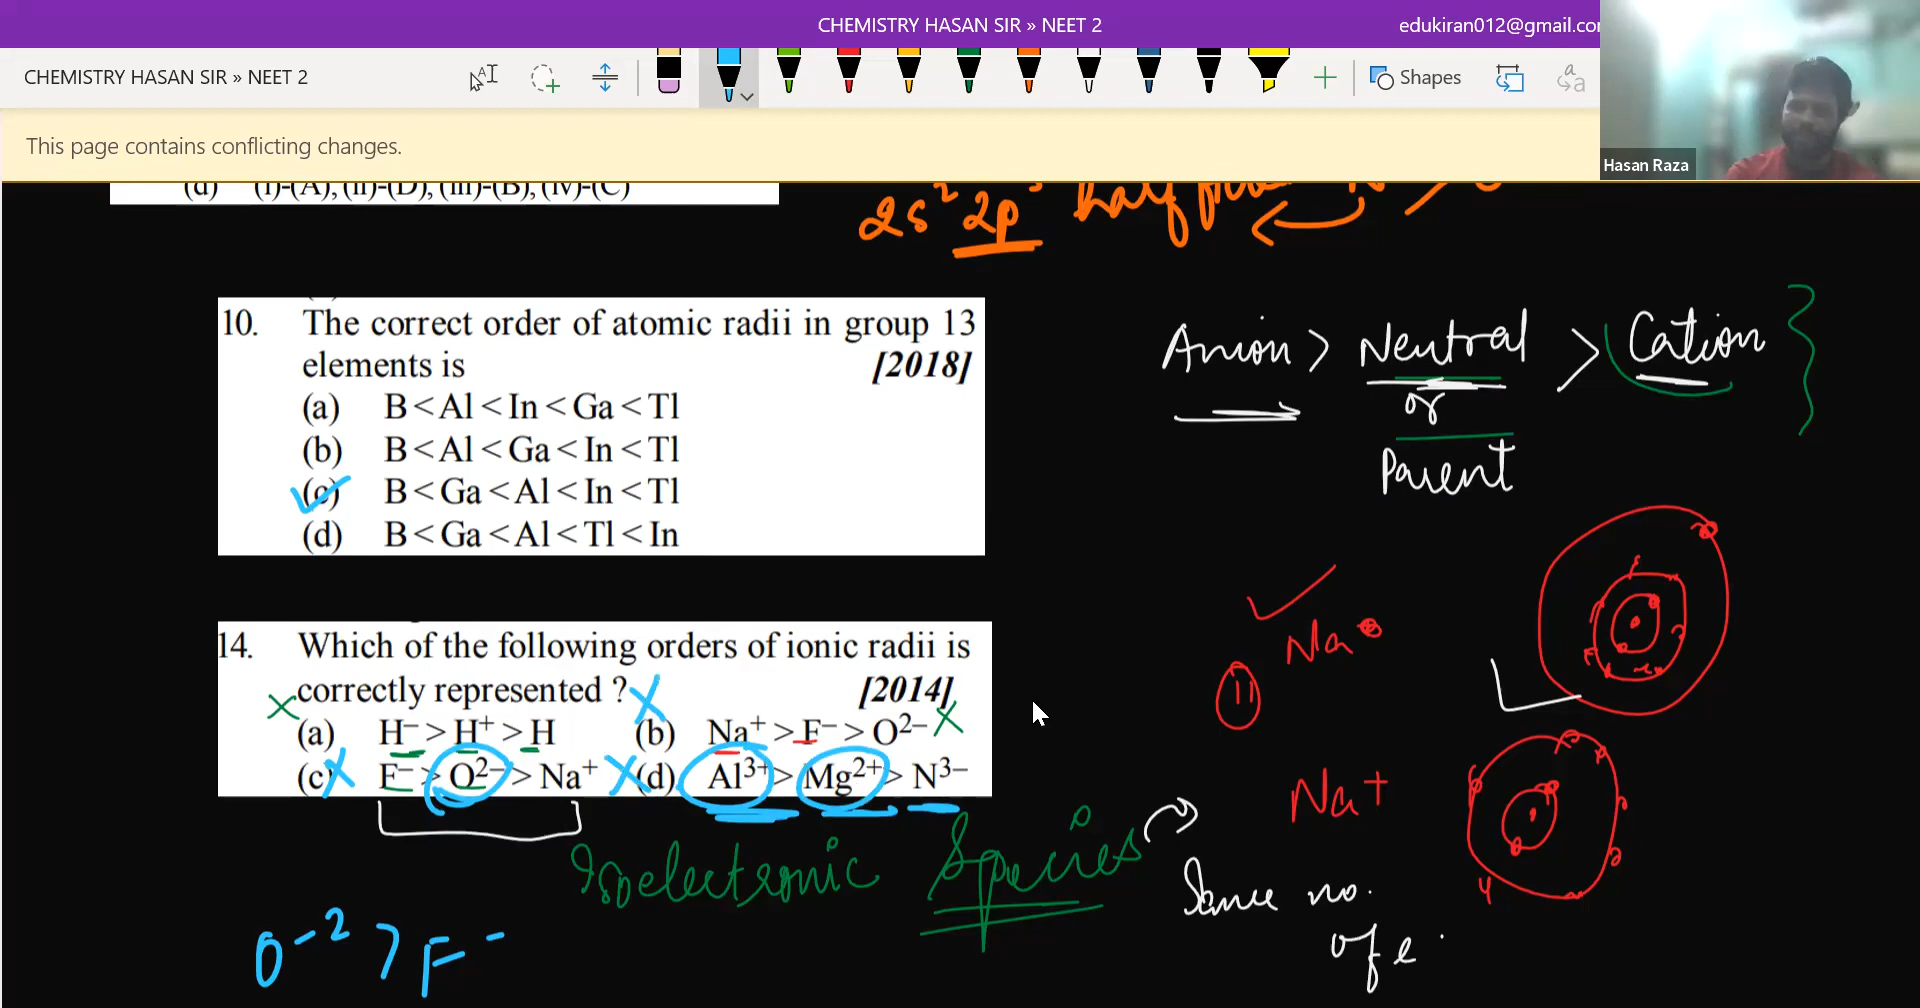 CHEMISTRY HASAN SIR » NEET 2
edukiran012@gmail.co
CHEMISTRY HASAN SIR » NEET 2
Shapes
This page contains conflicting changes.
Hasan Raza
(d) (i)-(A), (ii)-(D), (iii)-(B), (iv)-(C)
2s² 2p³ half
10. The correct order of atomic radii in group 13
elements is [2018]
(a) B < Al < In < Ga < Tl
(b) B < Al < Ga < In < Tl
(c) B < Ga < Al < In < Tl
(d) B < Ga < Al < Tl < In
Anion > Neutral > Cation
or
Parent
14. Which of the following orders of ionic radii is
correctly represented ? [2014]
(a) H⁻ > H⁺ > H (b) Na⁺ > F⁻ > O²⁻
(c) F⁻ > O²⁻ > Na⁺ (d) Al³⁺ > Mg²⁺ > N³⁻
Na
11
Na+
Isoelectronic Species
Same no.
of e
O⁻² > F⁻